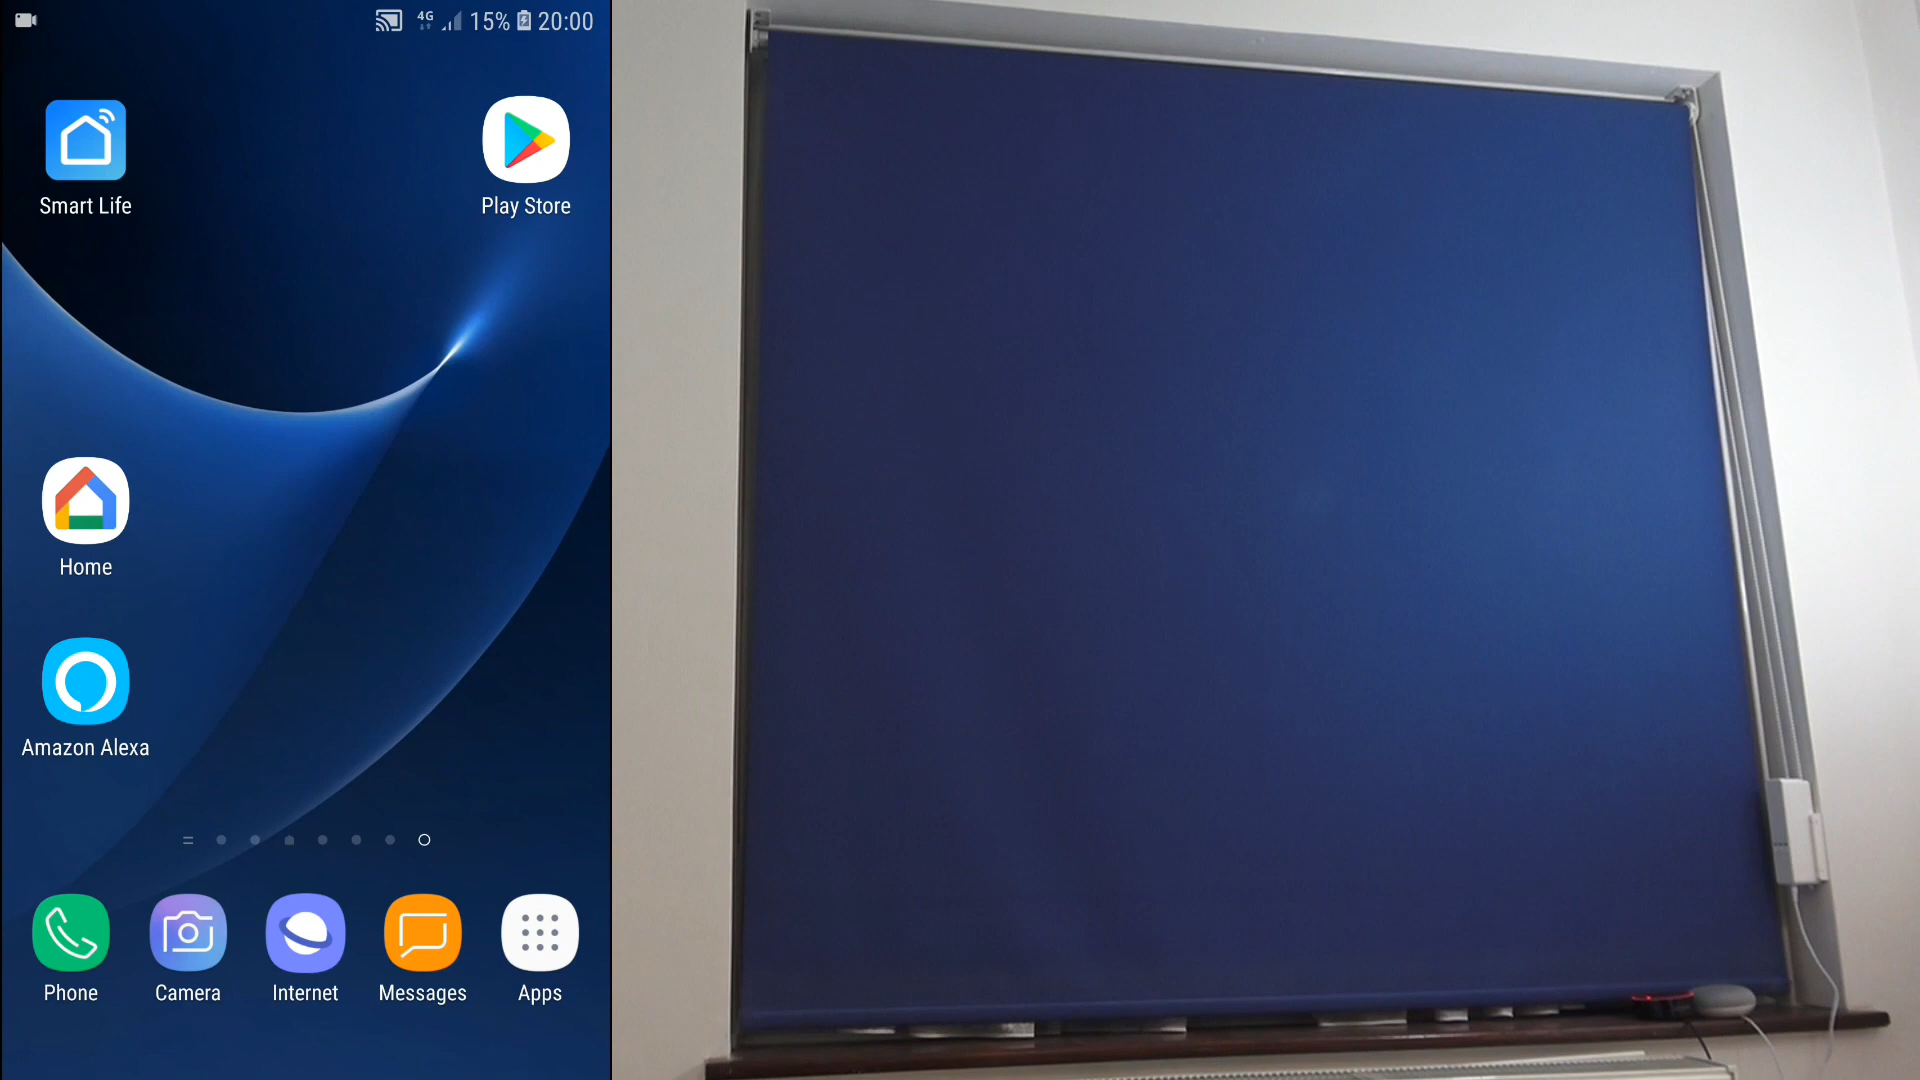 4G 15% 20:00
Smart Life
Play Store
Home
Amazon Alexa
Phone Camera Internet Messages Apps